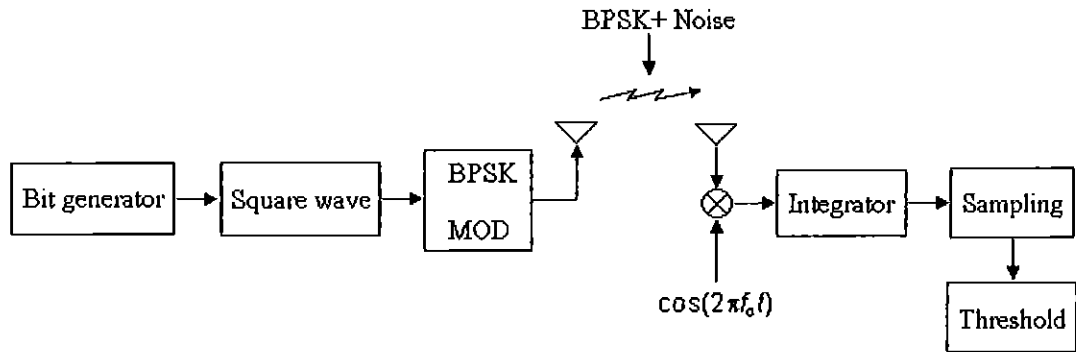 BPSK+ Noise
Bit generator
Square wave
BPSK
MOD
Integrator
Sampling
cos(2πf₀t)
Threshold